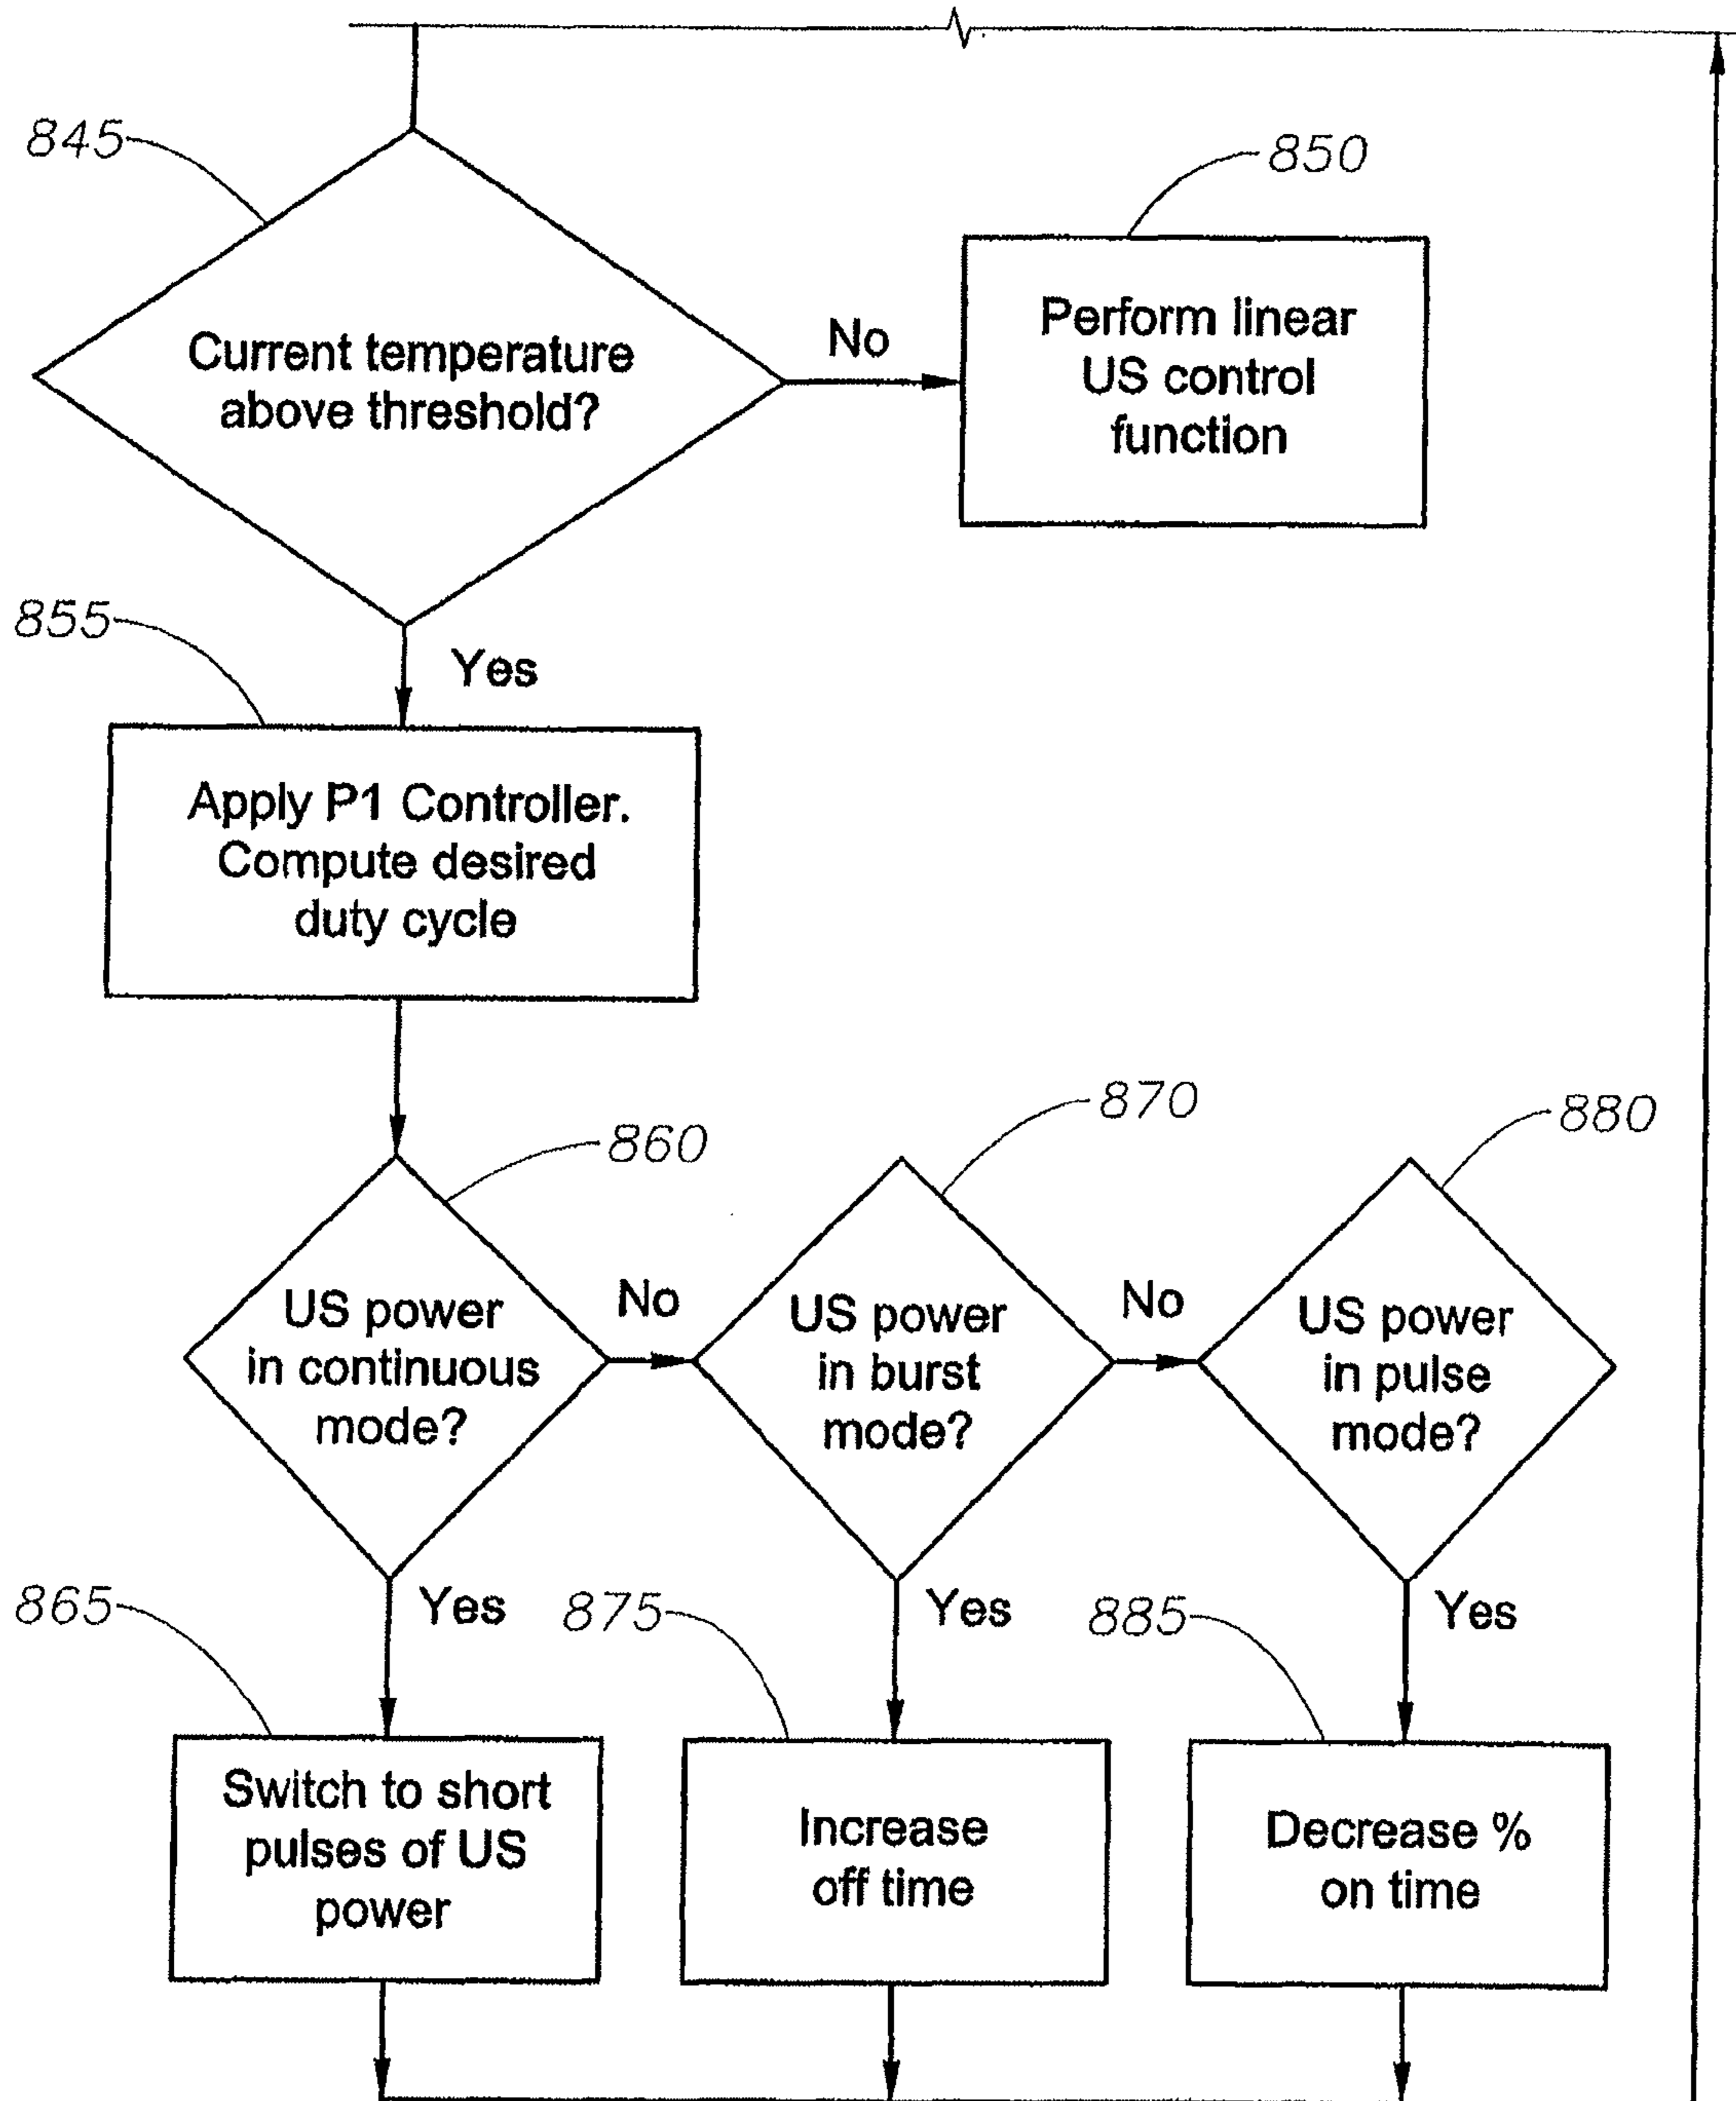 845
850
Current temperature
above threshold?
No
Perform linear
US control
function
855
Yes
Apply P1 Controller.
Compute desired
duty cycle
860
870
880
US power
in continuous
mode?
No
US power
in burst
mode?
No
US power
in pulse
mode?
865
Yes
875
Yes
885
Yes
Switch to short
pulses of US
power
Increase
off time
Decrease %
on time